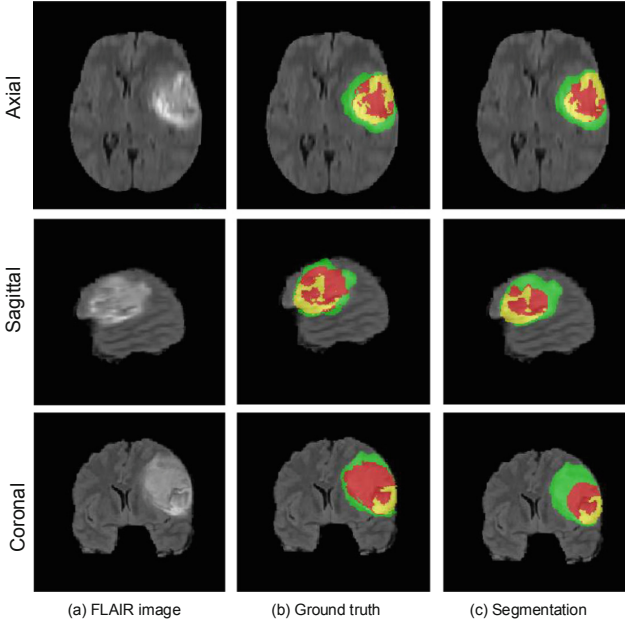 Axial
Sagittal
Coronal
(a) FLAIR image
(b) Ground truth
(c) Segmentation